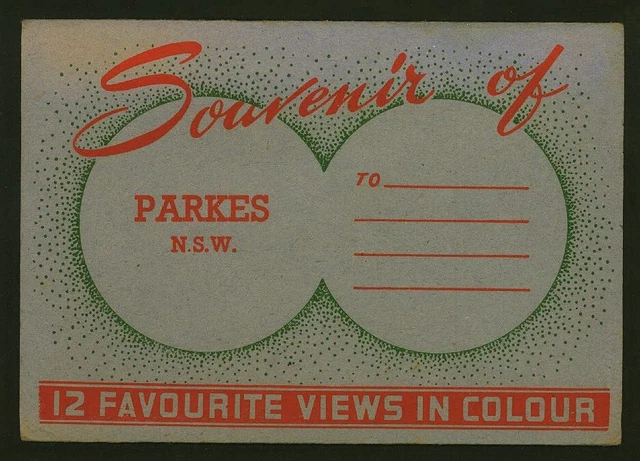 Souvenir of
PARKES
N.S.W.
TO
12 FAVOURITE VIEWS IN COLOUR